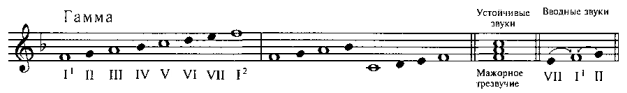 Гамма
Устойчивые
звуки
Вводные звуки
I¹ II III IV V VI VII I²
Мажорное
трезвучие
VII I¹ II